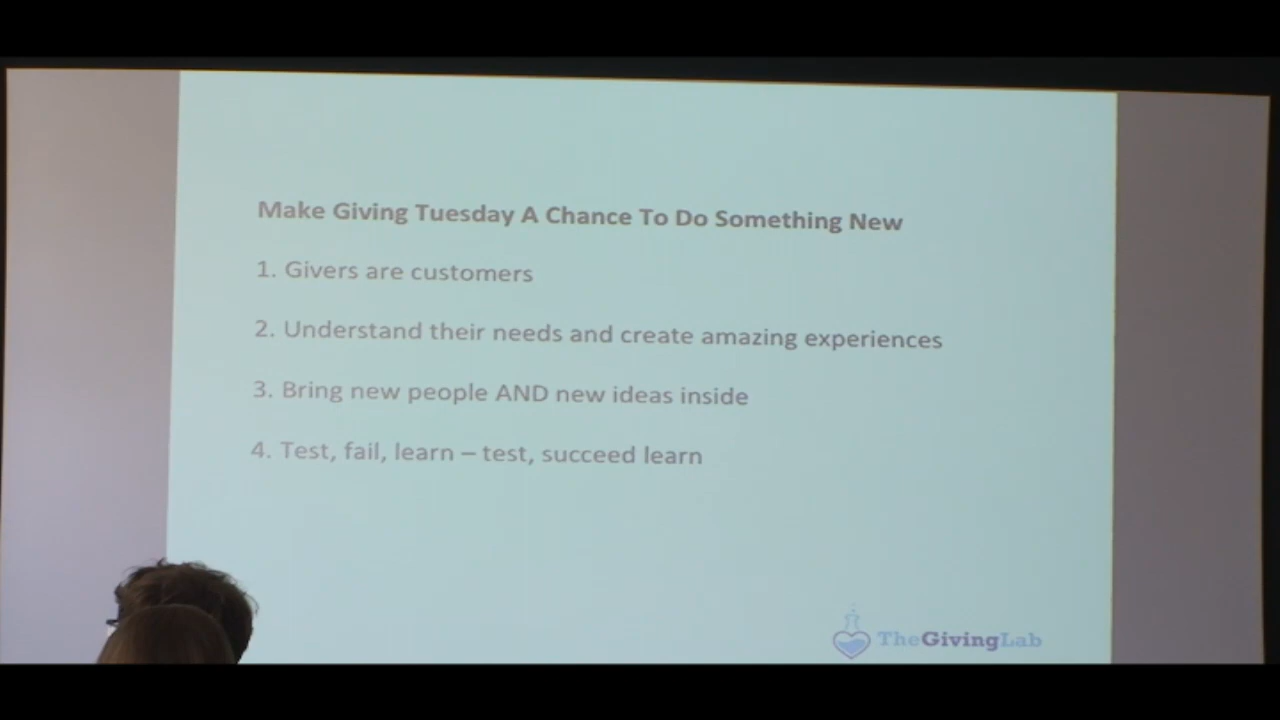 Make Giving Tuesday A Chance To Do Something New
1. Givers are customers
2. Understand their needs and create amazing experiences
3. Bring new people AND new ideas inside
4. Test, fail, learn – test, succeed learn
TheGivingLab